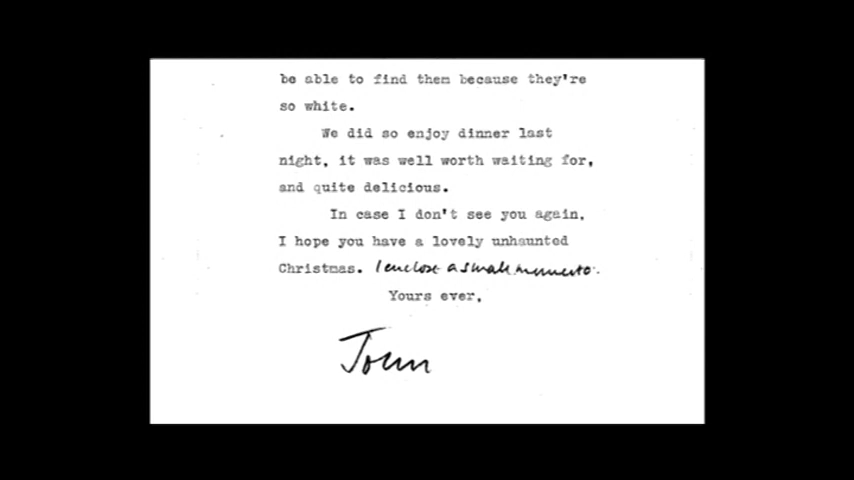 be able to find them because they're
so white.
We did so enjoy dinner last
night, it was well worth waiting for,
and quite delicious.
In case I don't see you again,
I hope you have a lovely unhaunted
Christmas. I enclose a small memento.
Yours ever,
John